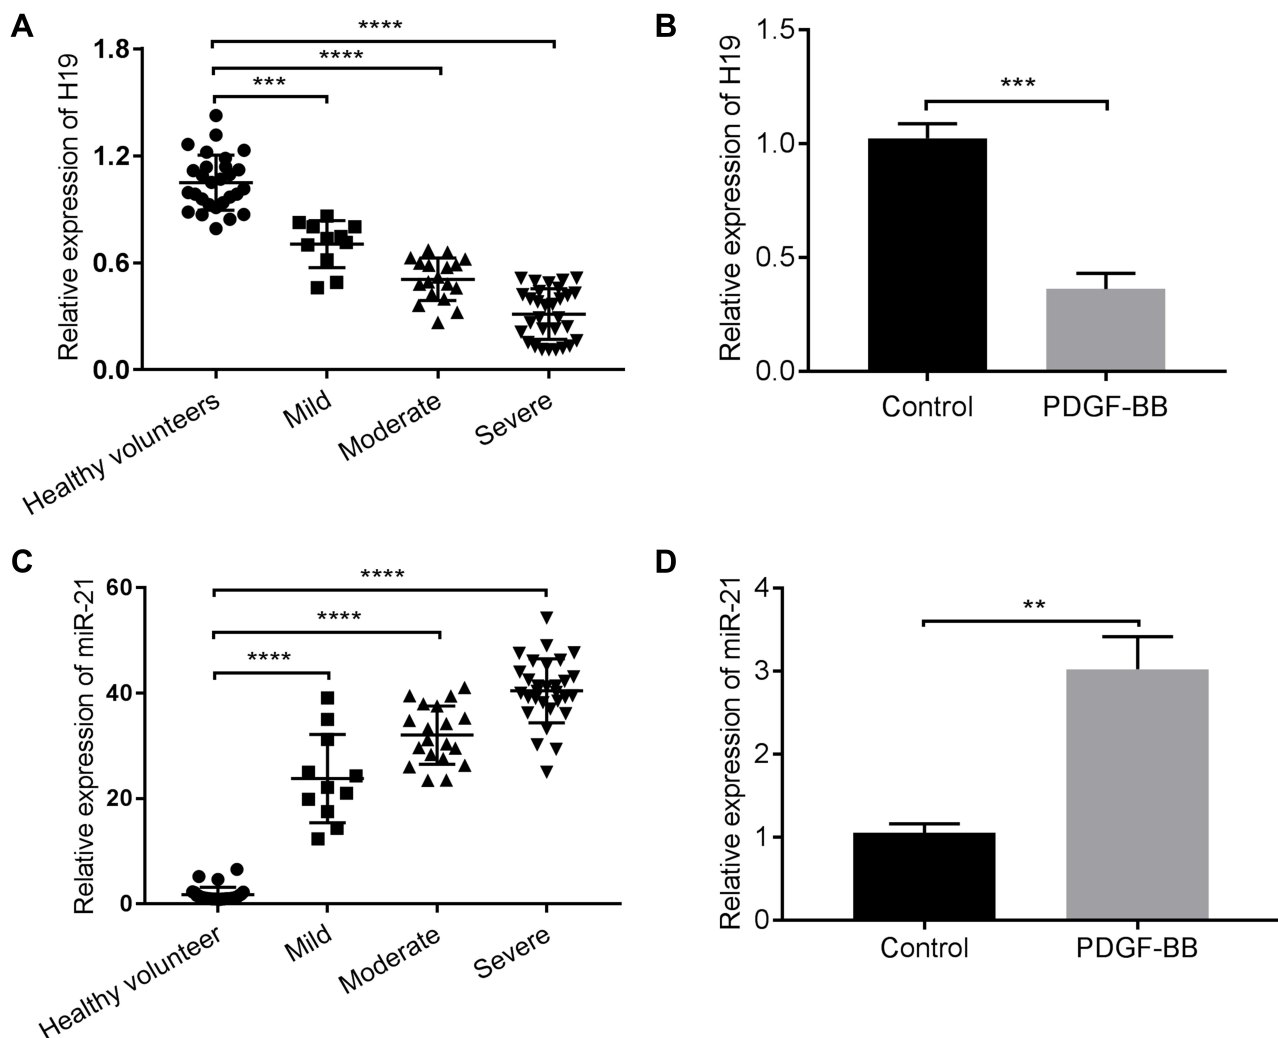 A
Relative expression of H19
1.8
1.2
0.6
0.0
****
****
***
Healthy volunteers
Mild
Moderate
Severe
B
Relative expression of H19
1.5
1.0
0.5
0.0
***
Control
PDGF-BB
C
Relative expression of miR-21
60
40
20
0
****
****
****
Healthy volunteer
Mild
Moderate
Severe
D
Relative expression of miR-21
4
3
2
1
0
**
Control
PDGF-BB